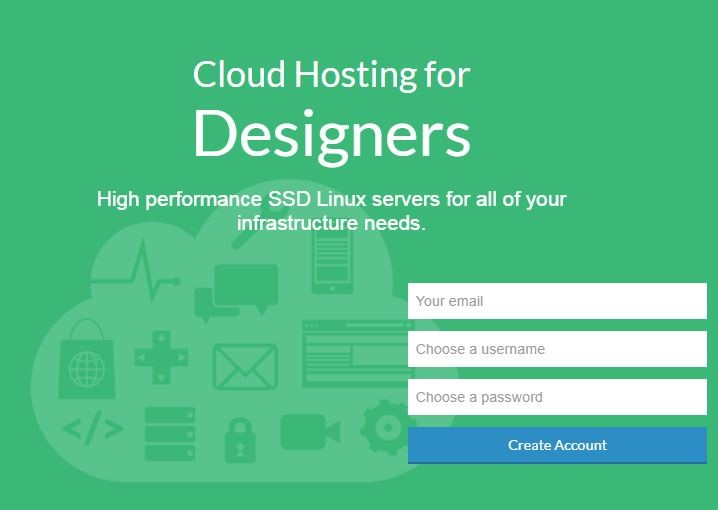 Cloud Hosting for
Designers
High performance SSD Linux servers for all of your
infrastructure needs.
Your email
Choose a username
Choose a password
Create Account